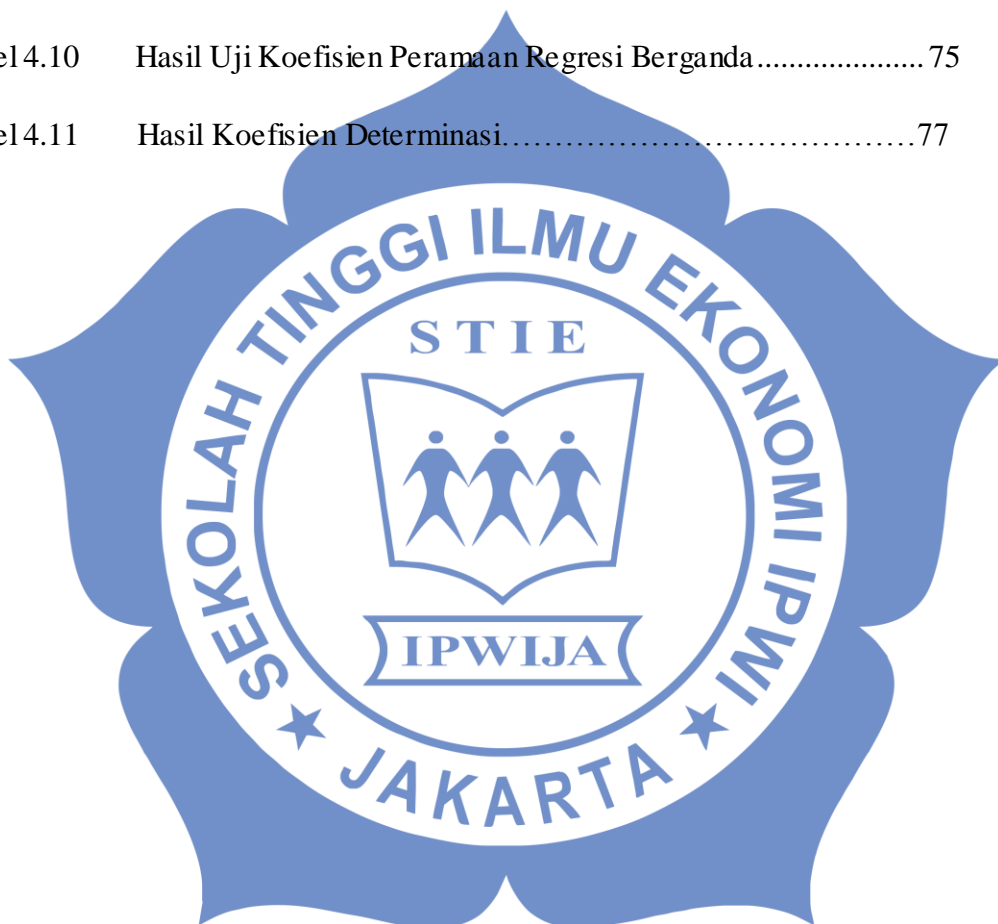 el 4.10 Hasil Uji Koefisien Peramaan Regresi Berganda..................... 75
el 4.11 Hasil Koefisien Determinasi.......................................77
SEKOLAH TINGGI ILMU EKONOMI IPWI
STIE
IPWIJA
★ JAKARTA ★